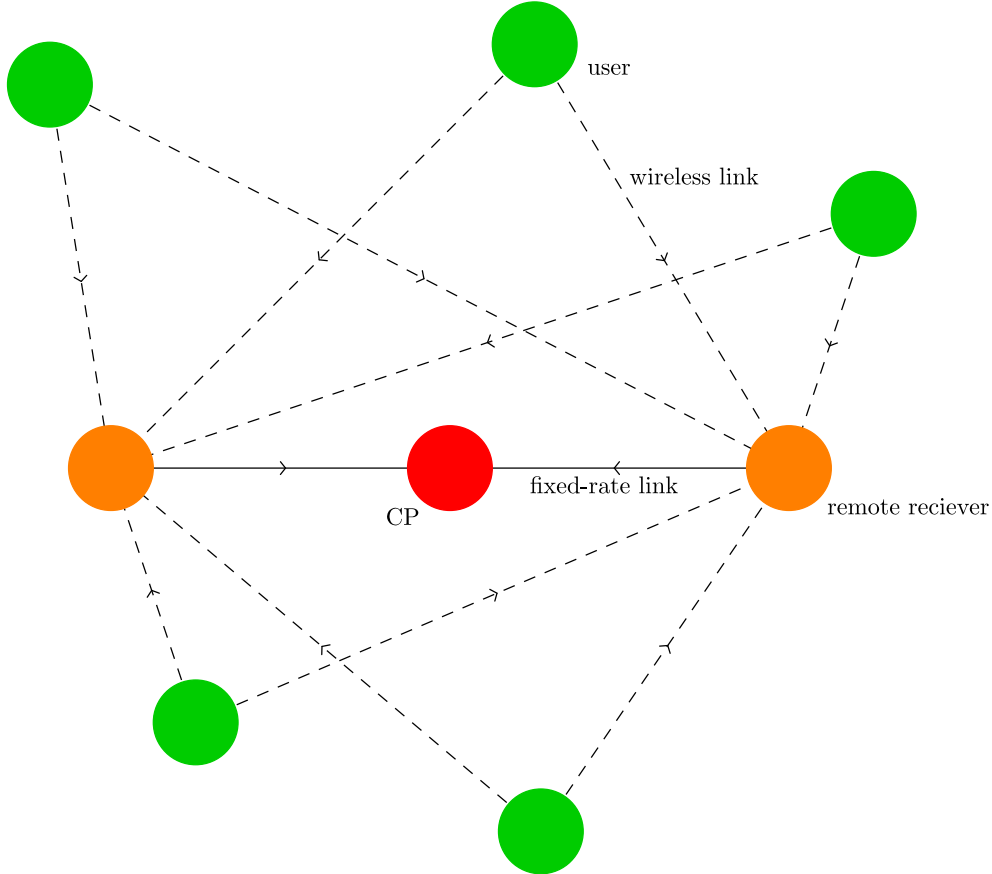 user
wireless link
fixed-rate link
remote reciever
CP